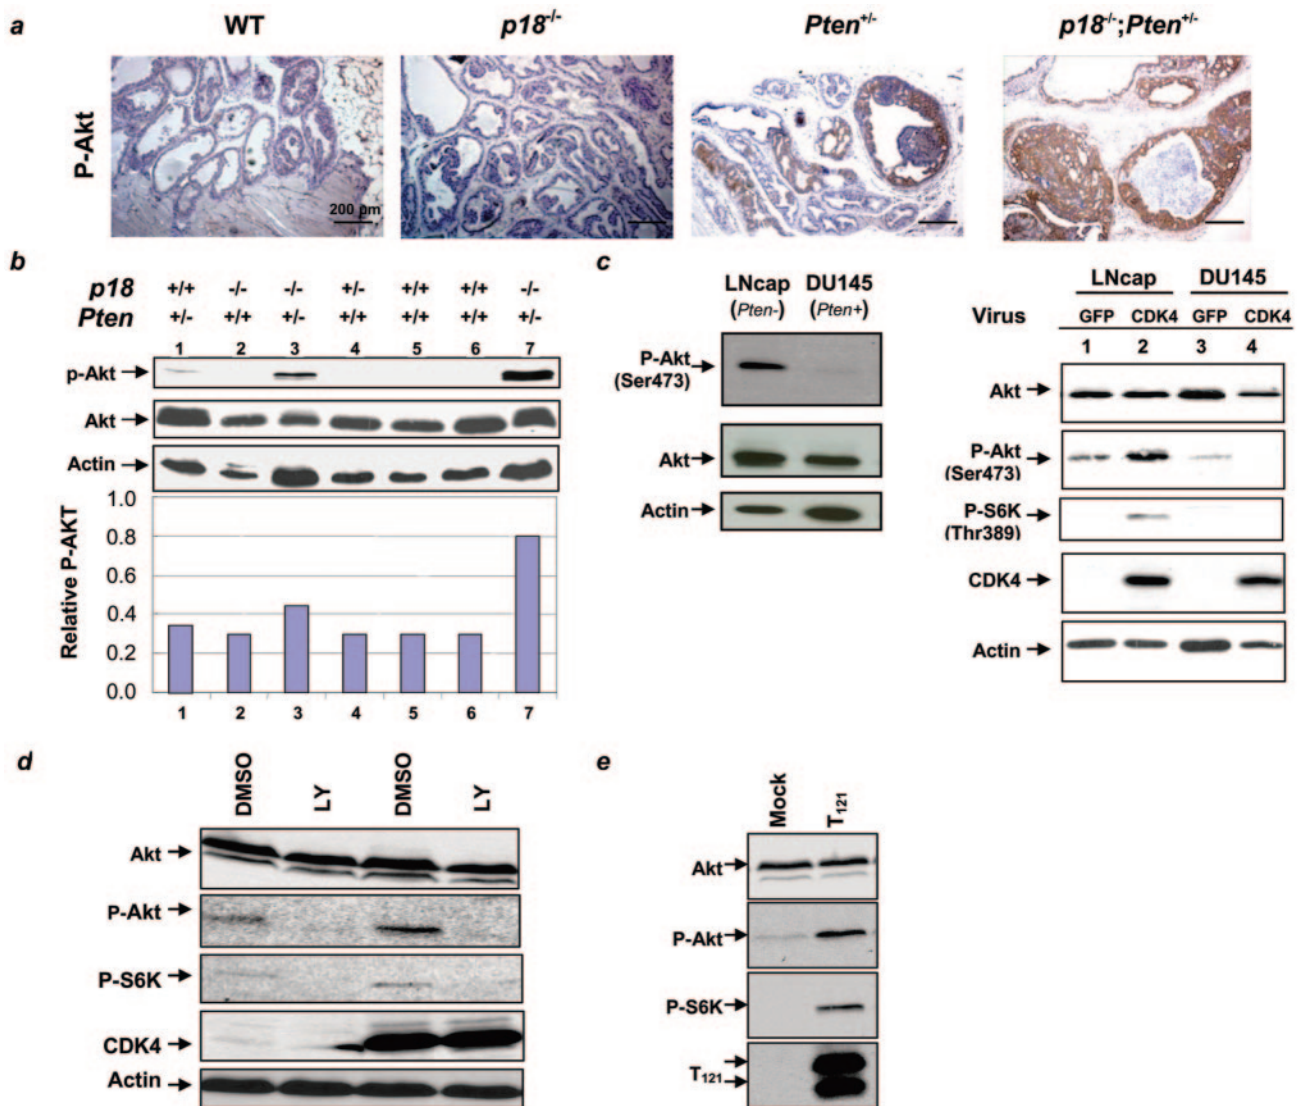 a
WT
p18-/-
Pten+/-
p18-/-;Pten+/-
P-Akt
200 µm
b
p18 +/+ -/- -/- +/- +/+ +/+ -/-
Pten +/- +/+ +/- +/+ +/+ +/+ +/-
1 2 3 4 5 6 7
p-Akt
Akt
Actin
Relative P-AKT
1.0
0.8
0.6
0.4
0.2
0.0
1 2 3 4 5 6 7
c
LNcap DU145
(Pten-) (Pten+)
P-Akt
(Ser473)
Akt
Actin
LNcap DU145
Virus GFP CDK4 GFP CDK4
1 2 3 4
Akt
P-Akt
(Ser473)
P-S6K
(Thr389)
CDK4
Actin
d
DMSO LY DMSO LY
Akt
P-Akt
P-S6K
CDK4
Actin
e
Mock T121
Akt
P-Akt
P-S6K
T121